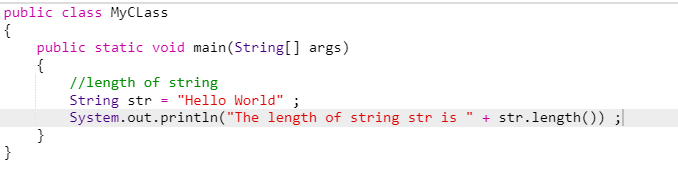 public class MyCLass
{
    public static void main(String[] args)
    {
        //length of string
        String str = "Hello World" ;
        System.out.println("The length of string str is " + str.length()) ;
    }
}